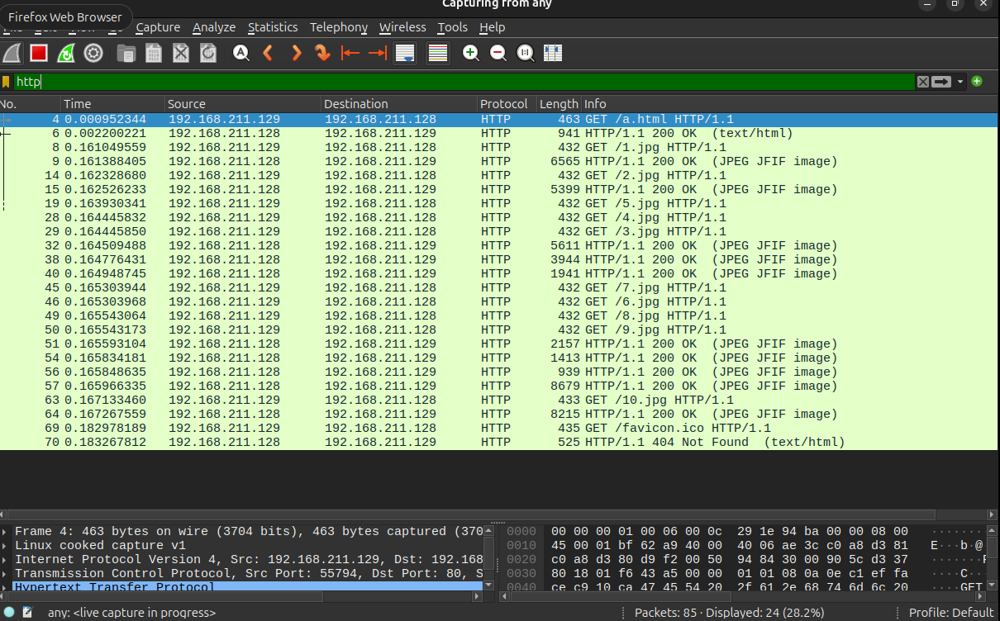 Capturing from any
Firefox Web Browser
Capture Analyze Statistics Telephony Wireless Tools Help
http
No. Time Source Destination Protocol Length Info
4 0.000952344 192.168.211.129 192.168.211.128 HTTP 463 GET /a.html HTTP/1.1
6 0.002200221 192.168.211.128 192.168.211.129 HTTP 941 HTTP/1.1 200 OK (text/html)
8 0.161049559 192.168.211.129 192.168.211.128 HTTP 432 GET /1.jpg HTTP/1.1
9 0.161388405 192.168.211.128 192.168.211.129 HTTP 6565 HTTP/1.1 200 OK (JPEG JFIF image)
14 0.162328680 192.168.211.129 192.168.211.128 HTTP 432 GET /2.jpg HTTP/1.1
15 0.162526233 192.168.211.128 192.168.211.129 HTTP 5399 HTTP/1.1 200 OK (JPEG JFIF image)
19 0.163930341 192.168.211.129 192.168.211.128 HTTP 432 GET /5.jpg HTTP/1.1
28 0.164445832 192.168.211.129 192.168.211.128 HTTP 432 GET /4.jpg HTTP/1.1
29 0.164445850 192.168.211.129 192.168.211.128 HTTP 432 GET /3.jpg HTTP/1.1
32 0.164509488 192.168.211.128 192.168.211.129 HTTP 5611 HTTP/1.1 200 OK (JPEG JFIF image)
38 0.164776431 192.168.211.128 192.168.211.129 HTTP 3944 HTTP/1.1 200 OK (JPEG JFIF image)
40 0.164948745 192.168.211.128 192.168.211.129 HTTP 1941 HTTP/1.1 200 OK (JPEG JFIF image)
45 0.165303944 192.168.211.129 192.168.211.128 HTTP 432 GET /7.jpg HTTP/1.1
46 0.165303968 192.168.211.129 192.168.211.128 HTTP 432 GET /6.jpg HTTP/1.1
49 0.165543064 192.168.211.129 192.168.211.128 HTTP 432 GET /8.jpg HTTP/1.1
50 0.165543173 192.168.211.129 192.168.211.128 HTTP 432 GET /9.jpg HTTP/1.1
51 0.165593104 192.168.211.128 192.168.211.129 HTTP 2157 HTTP/1.1 200 OK (JPEG JFIF image)
54 0.165834181 192.168.211.128 192.168.211.129 HTTP 1413 HTTP/1.1 200 OK (JPEG JFIF image)
56 0.165848635 192.168.211.128 192.168.211.129 HTTP 939 HTTP/1.1 200 OK (JPEG JFIF image)
57 0.165966335 192.168.211.128 192.168.211.129 HTTP 8679 HTTP/1.1 200 OK (JPEG JFIF image)
63 0.167133460 192.168.211.129 192.168.211.128 HTTP 433 GET /10.jpg HTTP/1.1
64 0.167267559 192.168.211.128 192.168.211.129 HTTP 8215 HTTP/1.1 200 OK (JPEG JFIF image)
69 0.182978189 192.168.211.129 192.168.211.128 HTTP 435 GET /favicon.ico HTTP/1.1
70 0.183267812 192.168.211.128 192.168.211.129 HTTP 525 HTTP/1.1 404 Not Found (text/html)
Frame 4: 463 bytes on wire (3704 bits), 463 bytes captured (370
Linux cooked capture v1
Internet Protocol Version 4, Src: 192.168.211.129, Dst: 192.168
Transmission Control Protocol, Src Port: 55794, Dst Port: 80, S
Hypertext Transfer Protocol
0000 00 00 00 01 00 06 00 0c 29 1e 94 ba 00 00 08 00 ·······
0010 45 00 01 bf 62 a9 40 00 40 06 ae 3c c0 a8 d3 81 E···b·@
0020 c0 a8 d3 80 d9 f2 00 50 94 84 30 00 90 5c d3 37
0030 80 18 01 f6 43 a5 00 00 01 01 08 0a 0e c1 ef fa ····C··
0040 ce c9 10 ca 47 45 54 20 2f 61 2e 68 74 6d 6c 20 ····GET
any: <live capture in progress>
Packets: 85 · Displayed: 24 (28.2%)
Profile: Default